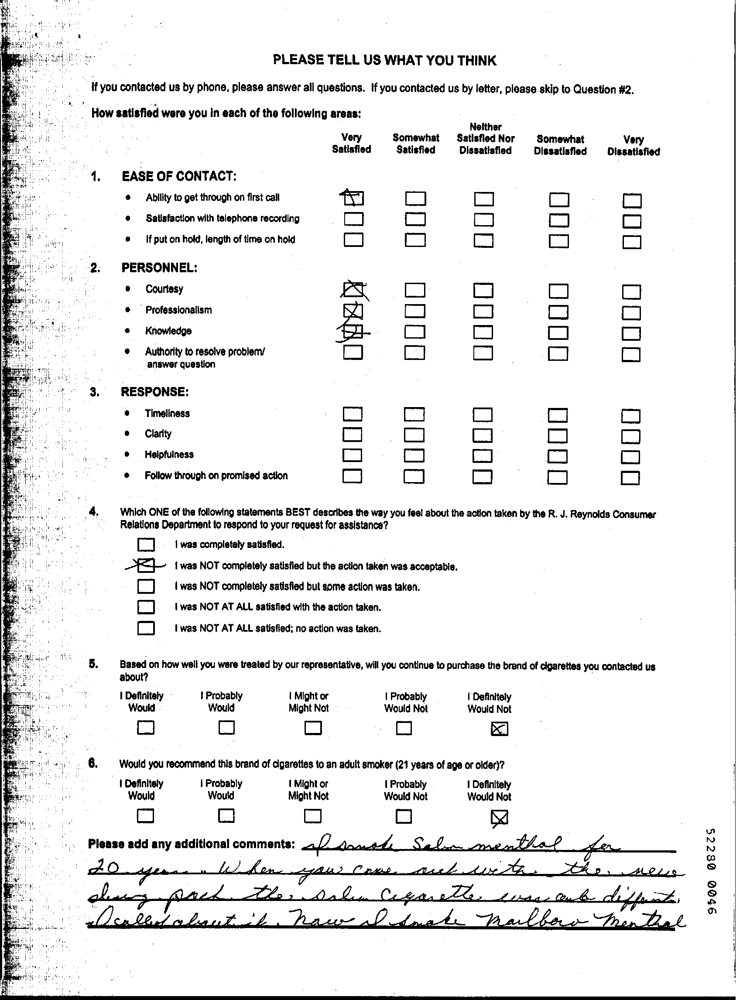 PLEASE TELL US WHAT YOU THINK
If you contacted us by phone, please answer all questions. If you contacted us by letter, please skip to Question #2.
How satisfied were you in each of the following areas:
Very Satisfied Somewhat Satisfied Neither Satisfied Nor Dissatisfied Somewhat Dissatisfied Very Dissatisfied
1. EASE OF CONTACT:
• Ability to get through on first call
• Satisfaction with telephone recording
• If put on hold, length of time on hold
2. PERSONNEL:
• Courtesy
• Professionalism
• Knowledge
• Authority to resolve problem/
answer question
3. RESPONSE:
• Timeliness
• Clarity
• Helpfulness
• Follow through on promised action
4. Which ONE of the following statements BEST describes the way you feel about the action taken by the R. J. Reynolds Consumer
Relations Department to respond to your request for assistance?
I was completely satisfied.
I was NOT completely satisfied but the action taken was acceptable.
I was NOT completely satisfied but some action was taken.
I was NOT AT ALL satisfied with the action taken.
I was NOT AT ALL satisfied; no action was taken.
5. Based on how well you were treated by our representative, will you continue to purchase the brand of cigarettes you contacted us
about?
I Definitely Would I Probably Would I Might or Might Not I Probably Would Not I Definitely Would Not
6. Would you recommend this brand of cigarettes to an adult smoker (21 years of age or older)?
I Definitely Would I Probably Would I Might or Might Not I Probably Would Not I Definitely Would Not
Please add any additional comments: I smoke Salem menthol for
20 years. When you come out with the new
pack the Salem Cigarette was
I called about it. Now I smoke Marlboro Menthol
52280 0046